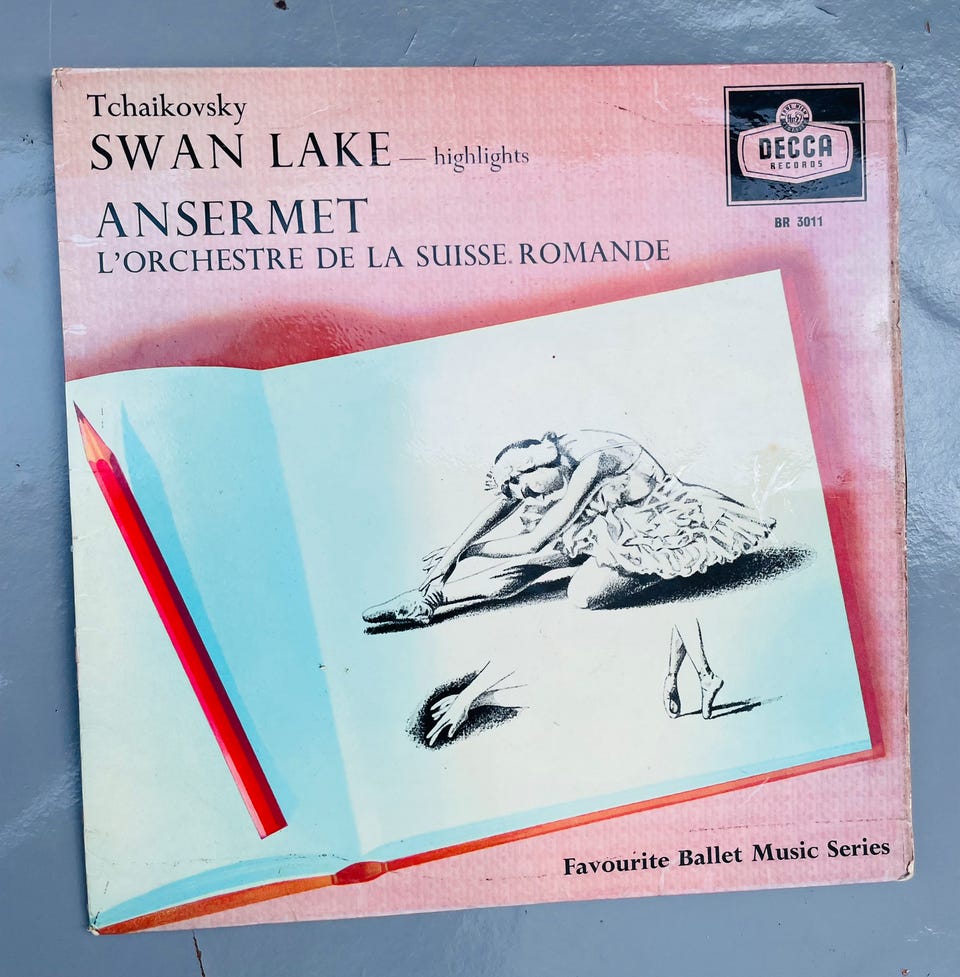 Tchaikovsky
SWAN LAKE — highlights
ANSERMET
L'ORCHESTRE DE LA SUISSE ROMANDE
DECCA
RECORDS
BR 3011
Favourite Ballet Music Series